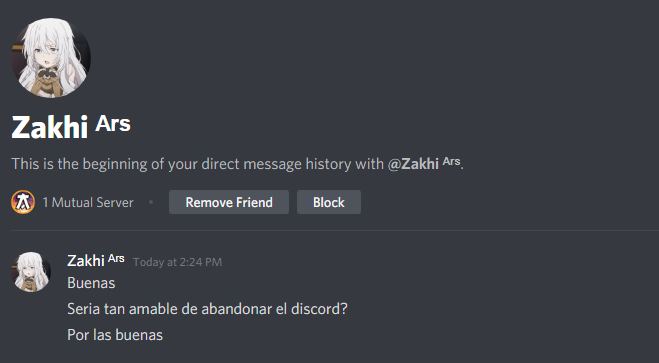 Zakhi Ars
This is the beginning of your direct message history with @Zakhi Ars.
1 Mutual Server • Remove Friend Block
Zakhi Ars Today at 2:24 PM
Buenas
Seria tan amable de abandonar el discord?
Por las buenas